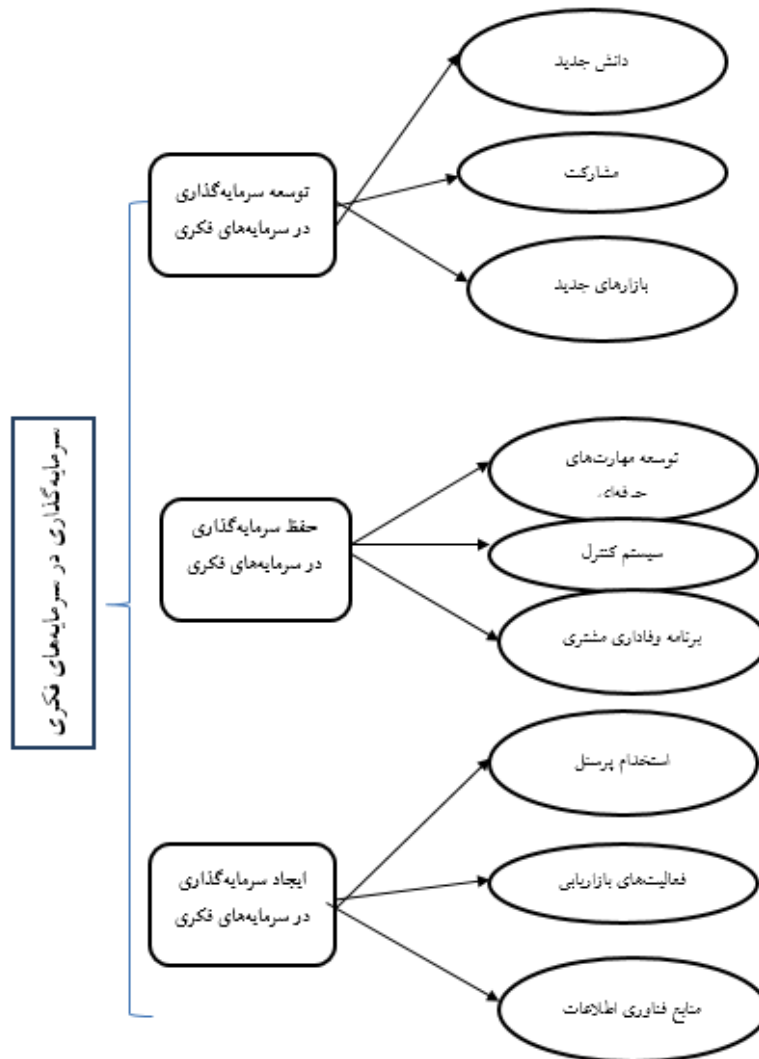 سرمایه‌گذاری در سرمایه‌های فکری
توسعه سرمایه‌گذاری
در سرمایه‌های فکری
دانش جدید
مشارکت
بازارهای جدید
حفظ سرمایه‌گذاری
در سرمایه‌های فکری
توسعه مهارت‌های
سیستم کنترل
برنامه وفاداری مشتری
ایجاد سرمایه‌گذاری
در سرمایه‌های فکری
استخدام پرسنل
فعالیت‌های بازاریابی
منابع فناوری اطلاعات